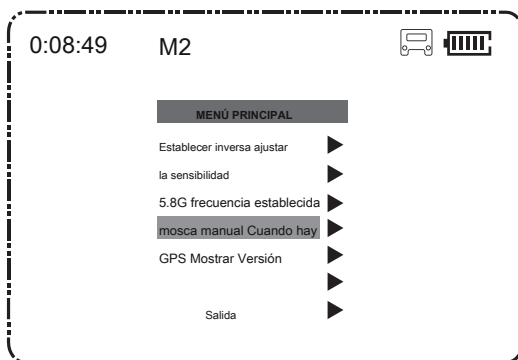 0:08:49 M2
MENÚ PRINCIPAL
Establecer inversa ajustar
la sensibilidad
5.8G frecuencia establecida
mosca manual Cuando hay
GPS Mostrar Versión
Salida